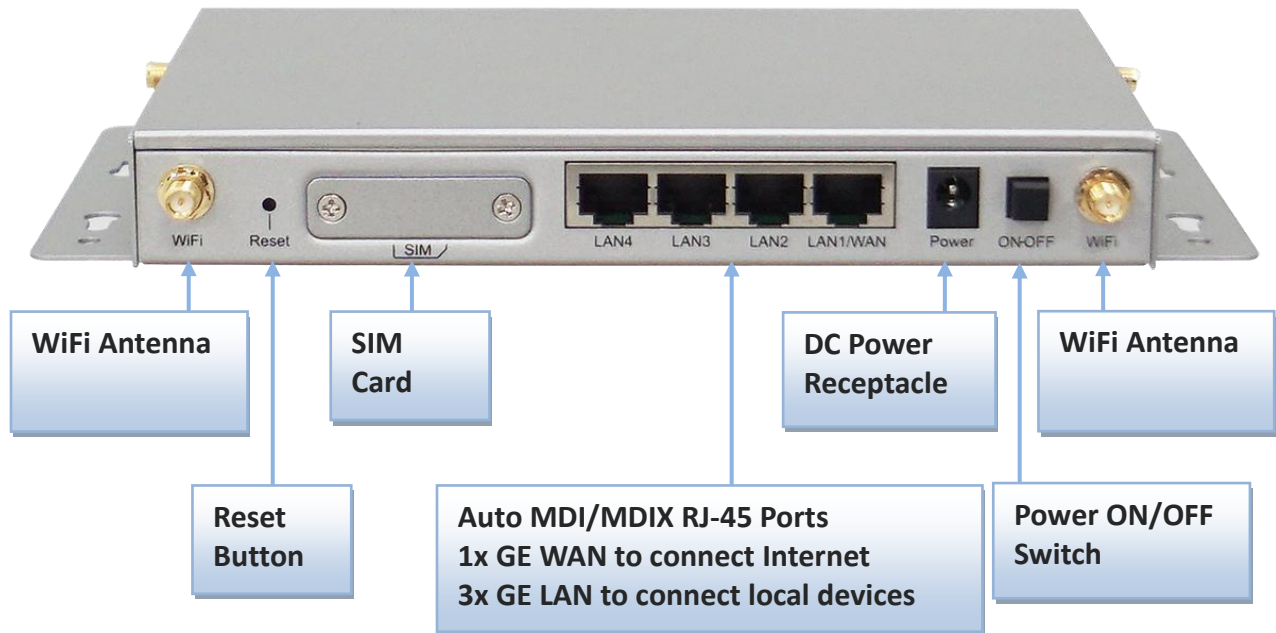 WiFi
Reset
SIM
LAN4 LAN3 LAN2 LAN1/WAN
Power
ON-OFF
WiFi
WiFi Antenna
SIM
Card
DC Power
Receptacle
WiFi Antenna
Reset
Button
Auto MDI/MDIX RJ-45 Ports
1x GE WAN to connect Internet
3x GE LAN to connect local devices
Power ON/OFF
Switch